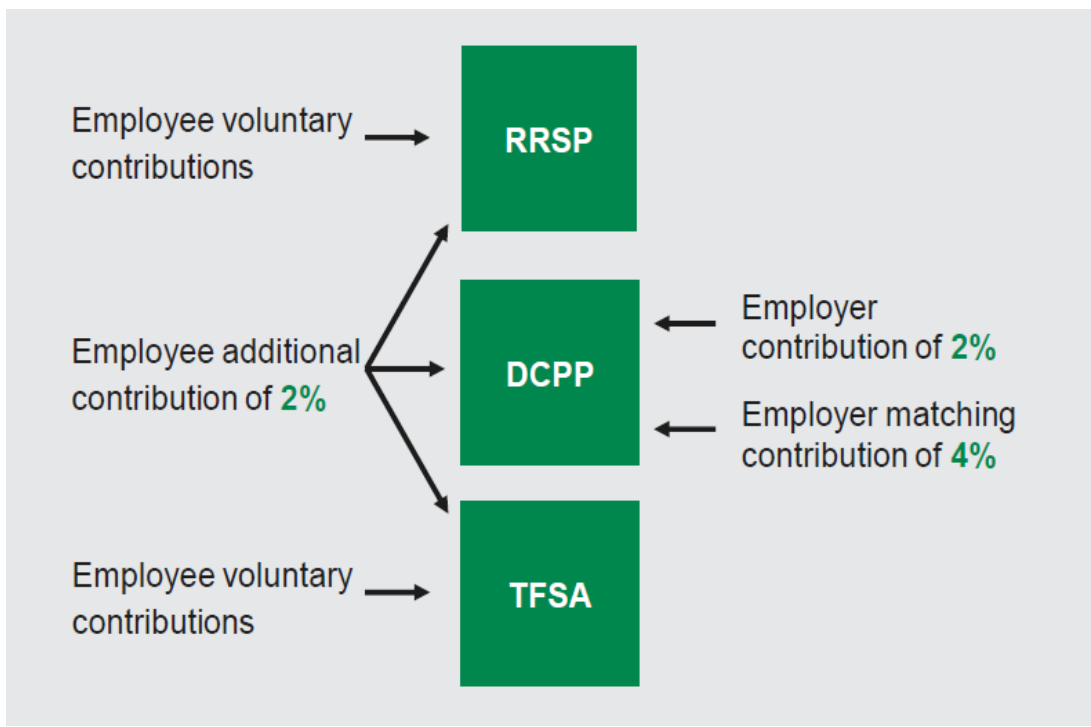 Employee voluntary
contributions
RRSP
Employee additional
contribution of 2%
DCPP
Employer
contribution of 2%
Employer matching
contribution of 4%
Employee voluntary
contributions
TFSA